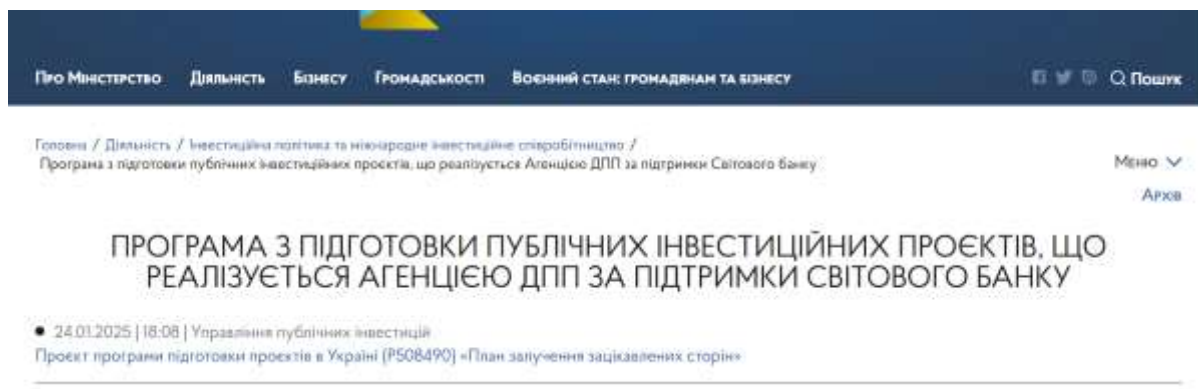 Про Міністерство Діяльність Бізнесу Громадськості Воєнний стан: громадянам та бізнесу Пошук
Головна / Діяльність / Інвестиційна політика та міжнародне інвестиційне співробітництво /
Програма з підготовки публічних інвестиційних проєктів, що реалізується Агенцією ДПП за підтримки Світового банку
Меню
Архів
ПРОГРАМА З ПІДГОТОВКИ ПУБЛІЧНИХ ІНВЕСТИЦІЙНИХ ПРОЄКТІВ, ЩО
РЕАЛІЗУЄТЬСЯ АГЕНЦІЄЮ ДПП ЗА ПІДТРИМКИ СВІТОВОГО БАНКУ
24.01.2025 | 18:08 | Управління публічних інвестицій
Проєкт програми підготовки проєктів в Україні (P508490) «План залучення зацікавлених сторін»